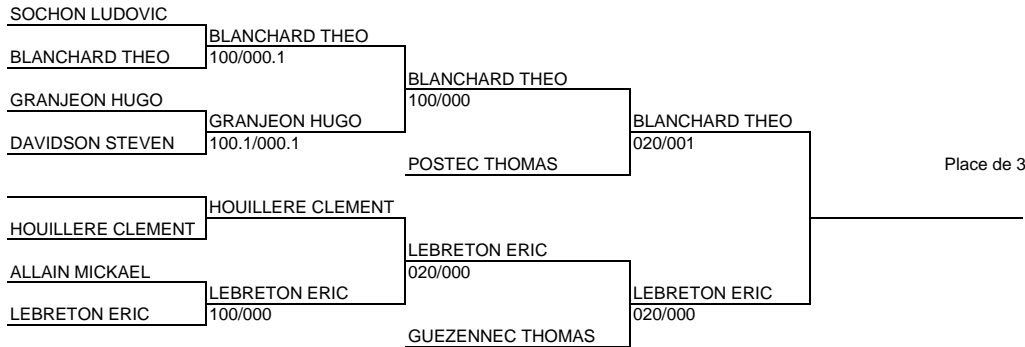 SOCHON LUDOVIC
BLANCHARD THEO
BLANCHARD THEO
100/000.1
BLANCHARD THEO
100/000
GRANJEON HUGO
GRANJEON HUGO
100.1/000.1
BLANCHARD THEO
020/001
DAVIDSON STEVEN
POSTEC THOMAS
Place de 3
HOUILLERE CLEMENT
HOUILLERE CLEMENT
LEBRETON ERIC
020/000
ALLAIN MICKAEL
LEBRETON ERIC
100/000
LEBRETON ERIC
020/000
LEBRETON ERIC
GUEZENNEC THOMAS